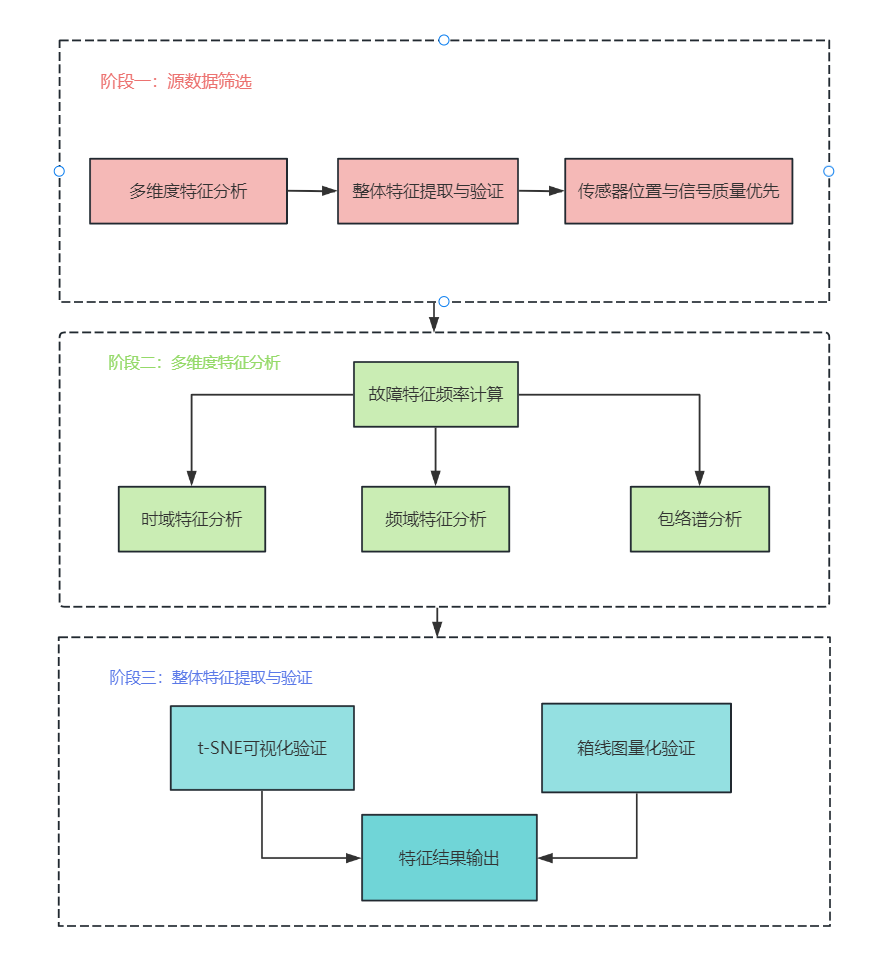 阶段一：源数据筛选
多维度特征分析
整体特征提取与验证
传感器位置与信号质量优先
阶段二：多维度特征分析
故障特征频率计算
时域特征分析
频域特征分析
包络谱分析
阶段三：整体特征提取与验证
t-SNE可视化验证
箱线图量化验证
特征结果输出